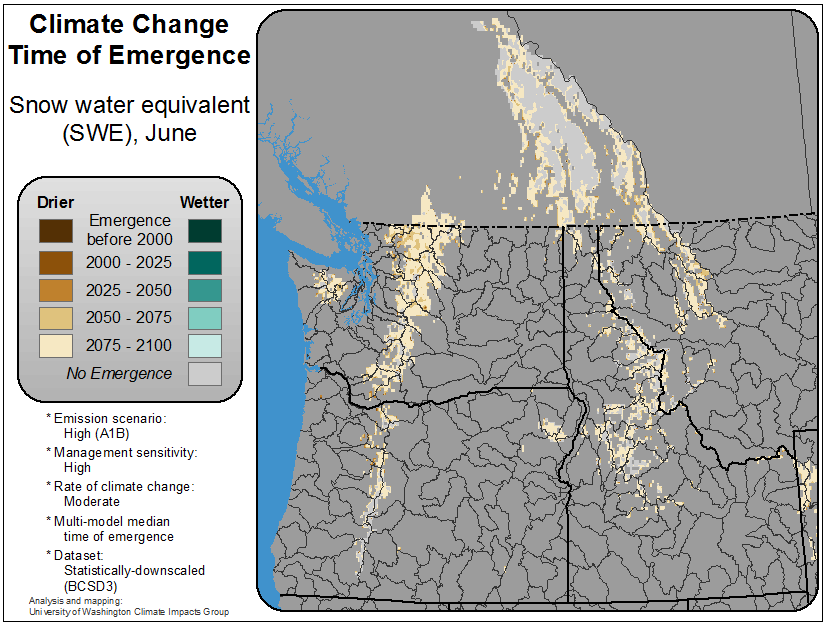 Climate Change
Time of Emergence
Snow water equivalent
(SWE), June
Drier Wetter
Emergence
before 2000
2000 - 2025
2025 - 2050
2050 - 2075
2075 - 2100
No Emergence
* Emission scenario:
High (A1B)
* Management sensitivity:
High
* Rate of climate change:
Moderate
* Multi-model median
time of emergence
* Dataset:
Statistically-downscaled
(BCSD3)
Analysis and mapping:
University of Washington Climate Impacts Group